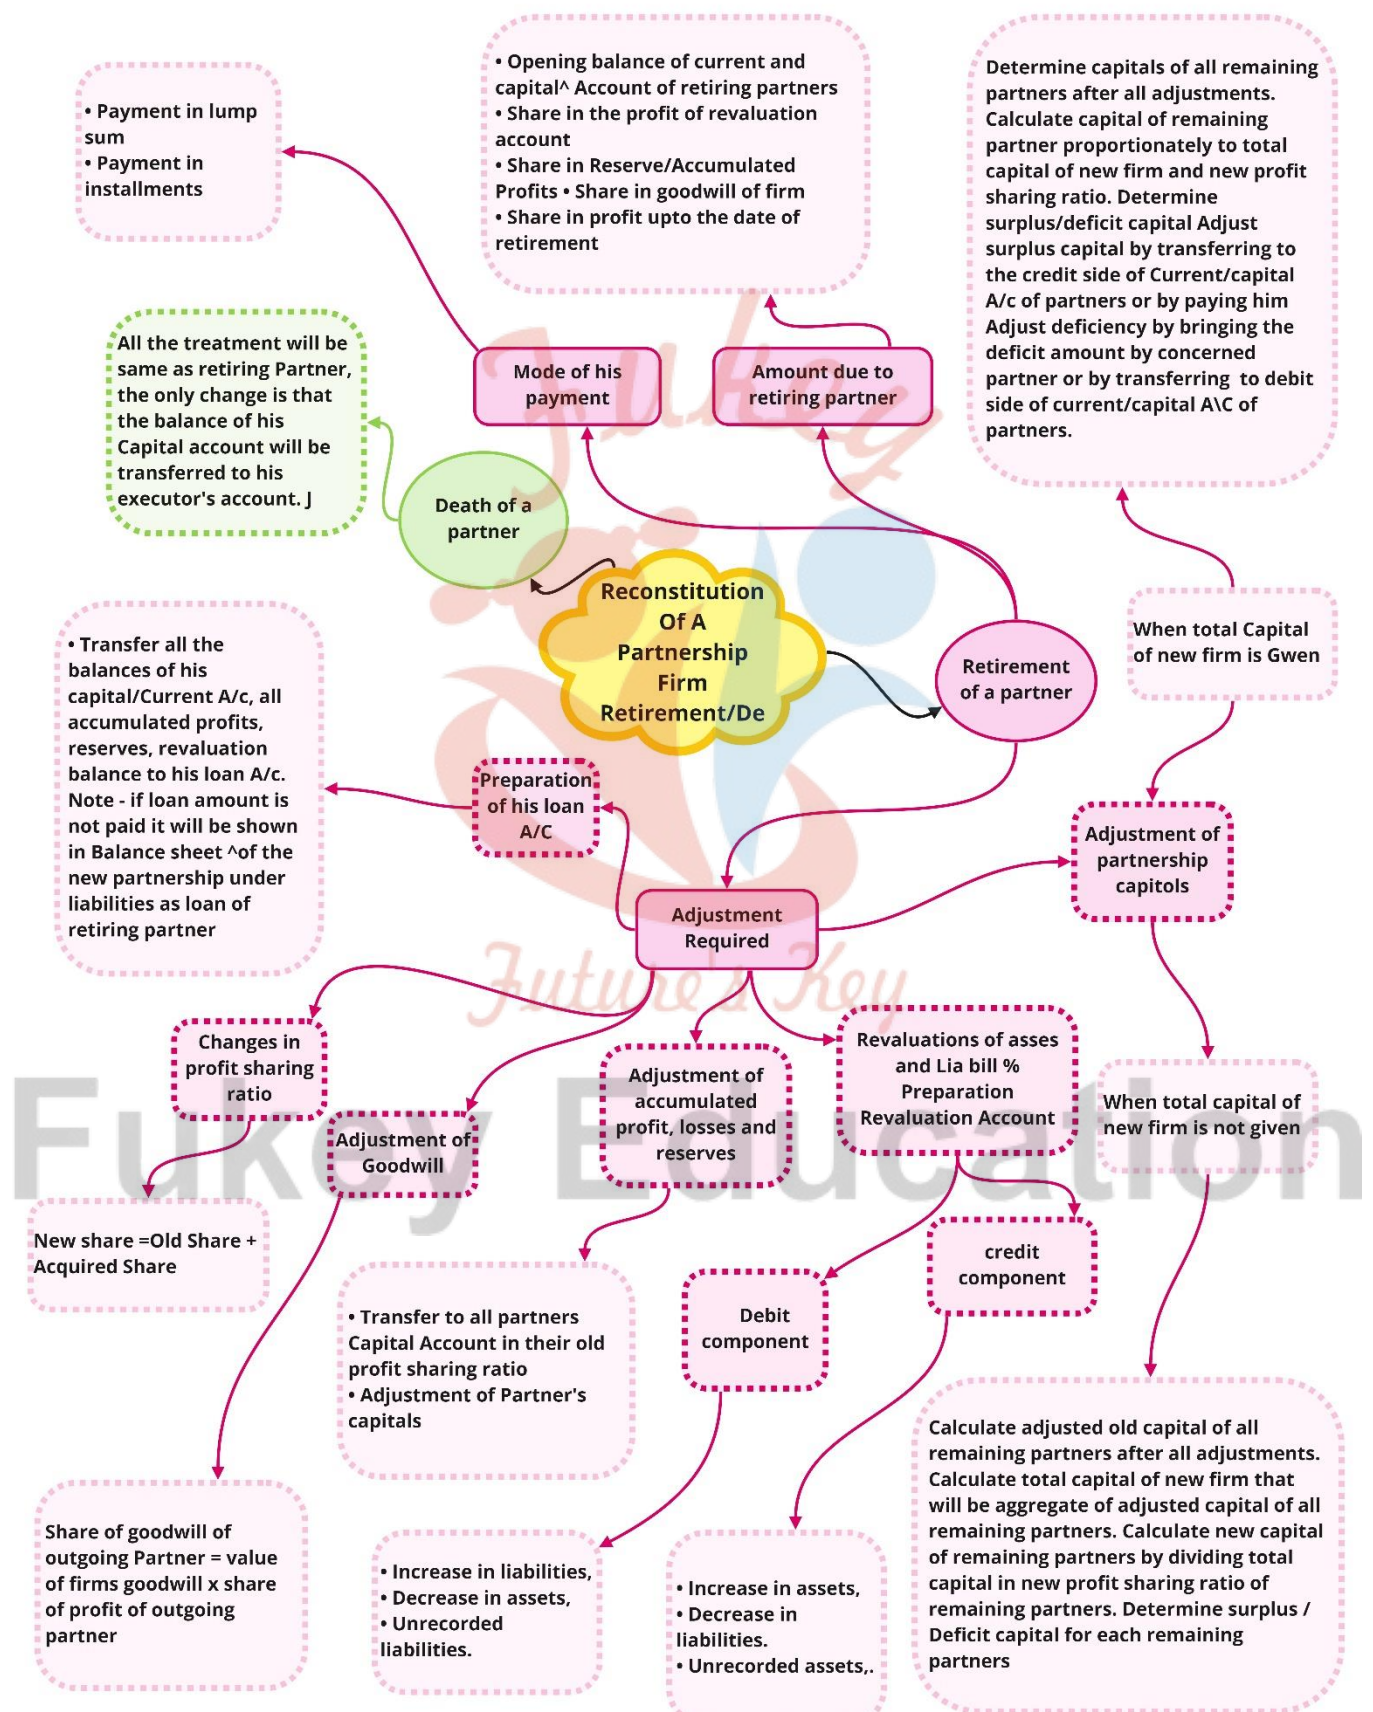 • Opening balance of current and
capital^ Account of retiring partners
• Share in the profit of revaluation
account
• Share in Reserve/Accumulated
Profits • Share in goodwill of firm
• Share in profit upto the date of
retirement
Determine capitals of all remaining
partners after all adjustments.
Calculate capital of remaining
partner proportionately to total
capital of new firm and new profit
sharing ratio. Determine
surplus/deficit capital Adjust
surplus capital by transferring to
the credit side of Current/capital
A/c of partners or by paying him
Adjust deficiency by bringing the
deficit amount by concerned
partner or by transferring to debit
side of current/capital A\C of
partners.
• Payment in lump
sum
• Payment in
installments
All the treatment will be
same as retiring Partner,
the only change is that
the balance of his
Capital account will be
transferred to his
executor's account. J
Mode of his
payment
Amount due to
retiring partner
Fukey
Death of a
partner
Reconstitution
Of A
Partnership
Firm
Retirement/De
Retirement
of a partner
When total Capital
of new firm is Gwen
• Transfer all the
balances of his
capital/Current A/c, all
accumulated profits,
reserves, revaluation
balance to his loan A/c.
Note - if loan amount is
not paid it will be shown
in Balance sheet ^of the
new partnership under
liabilities as loan of
retiring partner
Preparation
of his loan
A/C
Adjustment of
partnership
capitols
Adjustment
Required
Future's Key
Changes in
profit sharing
ratio
Adjustment of
Goodwill
Adjustment of
accumulated
profit, losses and
reserves
Revaluations of asses
and Lia bill %
Preparation
Revaluation Account
When total capital of
new firm is not given
Fukey Education
New share =Old Share +
Acquired Share
• Transfer to all partners
Capital Account in their old
profit sharing ratio
• Adjustment of Partner's
capitals
Debit
component
credit
component
Share of goodwill of
outgoing Partner = value
of firms goodwill x share
of profit of outgoing
partner
• Increase in liabilities,
• Decrease in assets,
• Unrecorded
liabilities.
• Increase in assets,
• Decrease in
liabilities.
• Unrecorded assets,.
Calculate adjusted old capital of all
remaining partners after all adjustments.
Calculate total capital of new firm that
will be aggregate of adjusted capital of all
remaining partners. Calculate new capital
of remaining partners by dividing total
capital in new profit sharing ratio of
remaining partners. Determine surplus /
Deficit capital for each remaining
partners